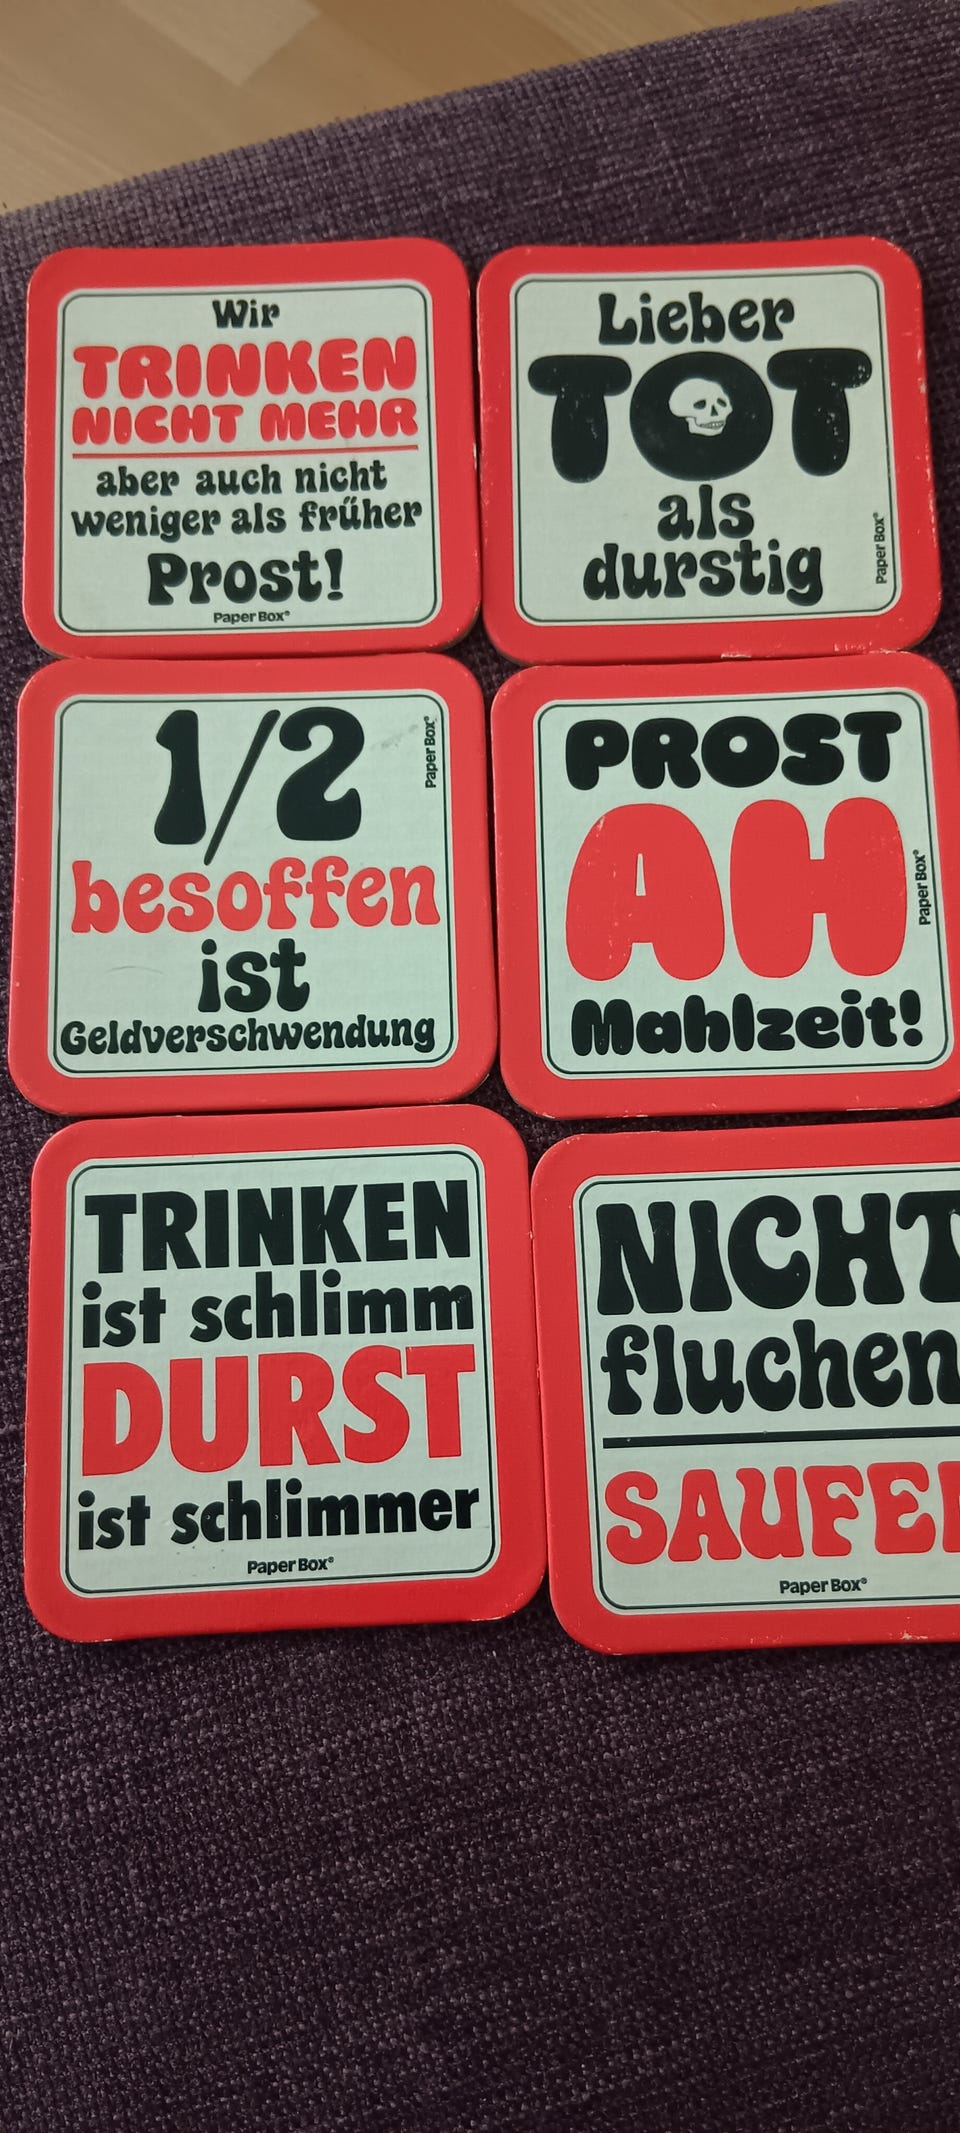 Wir
TRINKEN
NICHT MEHR
aber auch nicht
weniger als früher
Prost!
Paper Box®
Lieber
TOT
als
durstig
Paper Box®
1/2
besoffen
ist
Geldverschwendung
Paper Box®
PROST
AH
Mahlzeit!
Paper Box®
TRINKEN
ist schlimm
DURST
ist schlimmer
Paper Box®
NICHT
fluchen
SAUFE
Paper Box®